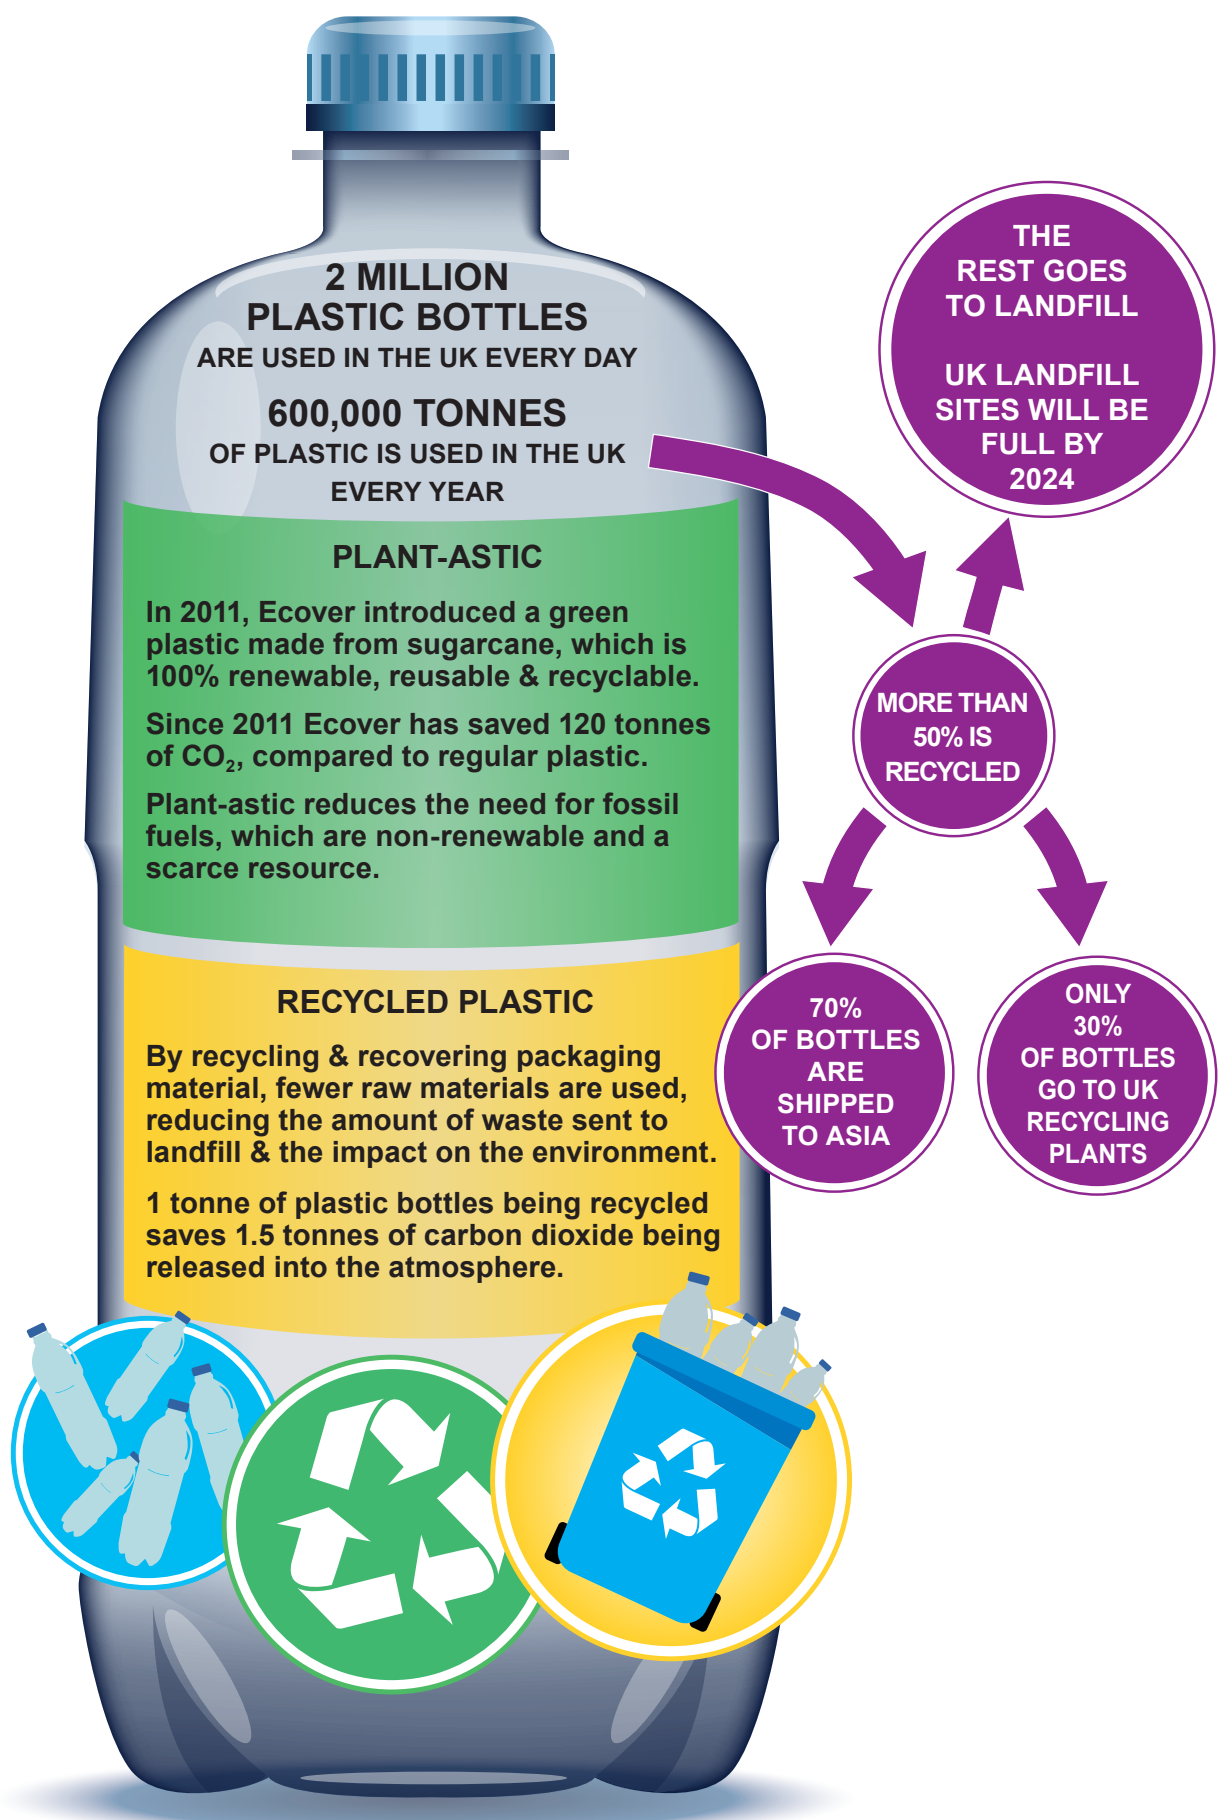 2 MILLION
PLASTIC BOTTLES
ARE USED IN THE UK EVERY DAY
600,000 TONNES
OF PLASTIC IS USED IN THE UK
EVERY YEAR
PLANT-ASTIC
In 2011, Ecover introduced a green
plastic made from sugarcane, which is
100% renewable, reusable & recyclable.
Since 2011 Ecover has saved 120 tonnes
of CO₂, compared to regular plastic.
Plant-astic reduces the need for fossil
fuels, which are non-renewable and a
scarce resource.
RECYCLED PLASTIC
By recycling & recovering packaging
material, fewer raw materials are used,
reducing the amount of waste sent to
landfill & the impact on the environment.
1 tonne of plastic bottles being recycled
saves 1.5 tonnes of carbon dioxide being
released into the atmosphere.
THE
REST GOES
TO LANDFILL
UK LANDFILL
SITES WILL BE
FULL BY
2024
MORE THAN
50% IS
RECYCLED
70%
OF BOTTLES
ARE
SHIPPED
TO ASIA
ONLY
30%
OF BOTTLES
GO TO UK
RECYCLING
PLANTS